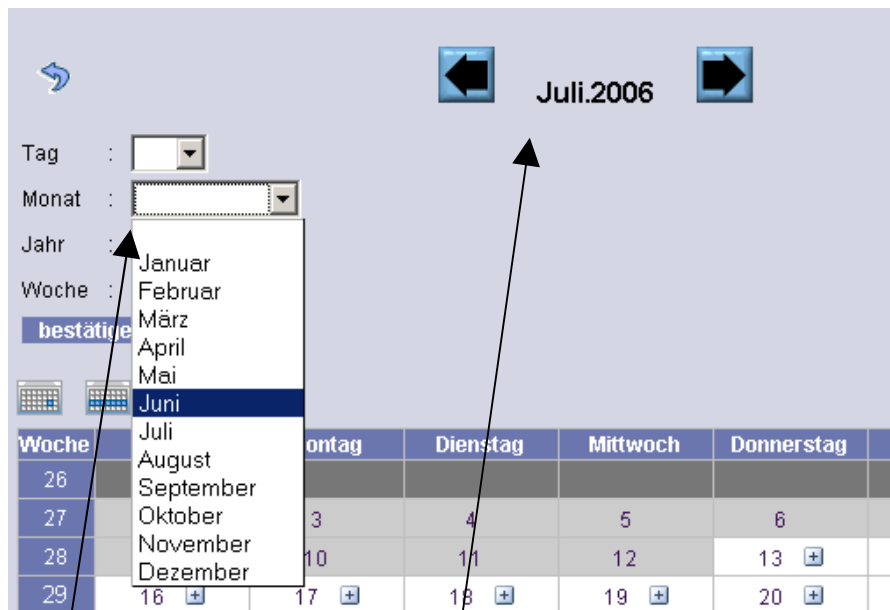 Juli.2006
Tag :
Monat :
Jahr :
Woche :
bestätige
Januar
Februar
März
April
Mai
Juni
Juli
August
September
Oktober
November
Dezember
Woche ontag Dienstag Mittwoch Donnerstag
26
27 3 4 5 6
28 10 11 12 13 +
29 16 + 17 + 18 + 19 + 20 +